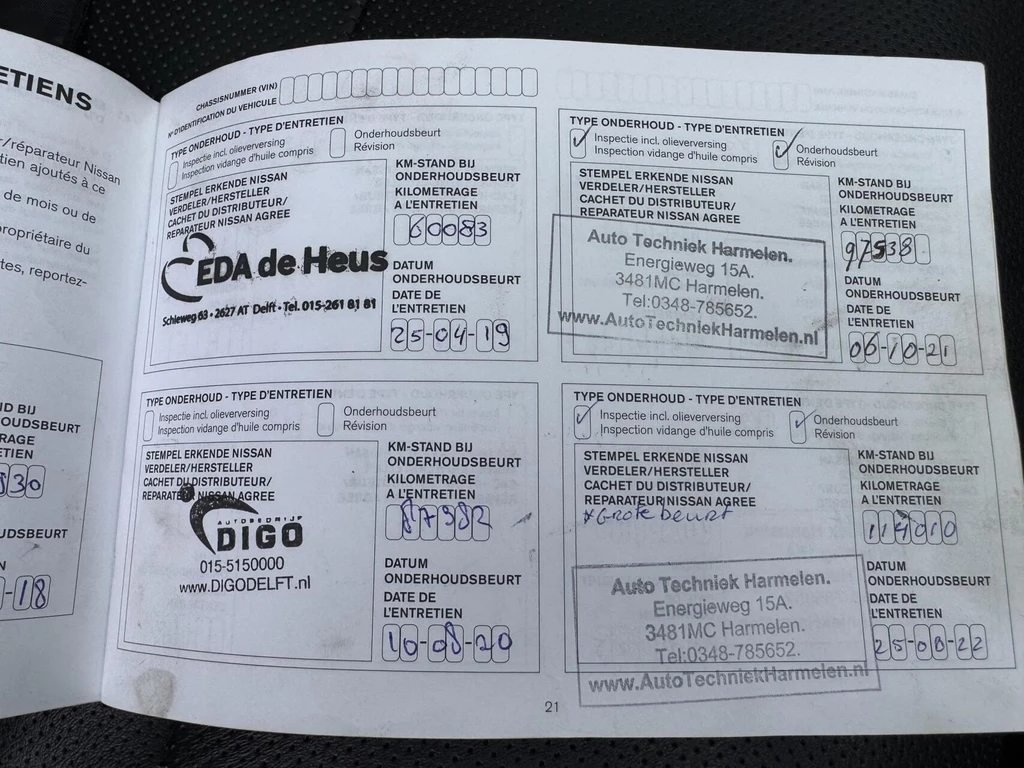 ETIENS
/réparateur Nissan
tien ajoutés à ce
de mois ou de
propriétaire du
tes, reportez-
KM-STAND BIJ
ONDERHOUDSBEURT
-18
CHASSISNUMMER (VIN)
N° D'IDENTIFICATION DU VEHICULE
TYPE ONDERHOUD - TYPE D'ENTRETIEN
Inspectie incl. olieverversing
Inspection vidange d'huile compris
Onderhoudsbeurt
Révision
STEMPEL ERKENDE NISSAN
VERDELER/HERSTELLER
CACHET DU DISTRIBUTEUR/
REPARATEUR NISSAN AGREE
CEDA de Heus
Schieweg 63 • 2627 AT Delft • Tel. 015-261 81 81
KM-STAND BIJ
ONDERHOUDSBEURT
KILOMETRAGE
A L'ENTRETIEN
60083
DATUM
ONDERHOUDSBEURT
DATE DE
L'ENTRETIEN
25-04-19
TYPE ONDERHOUD - TYPE D'ENTRETIEN
Inspectie incl. olieverversing
Inspection vidange d'huile compris
Onderhoudsbeurt
Révision
STEMPEL ERKENDE NISSAN
VERDELER/HERSTELLER
CACHET DU DISTRIBUTEUR/
REPARATEUR NISSAN AGREE
Auto Techniek Harmelen.
Energieweg 15A.
3481MC Harmelen.
Tel:0348-785652.
www.AutoTechniekHarmelen.nl
KM-STAND BIJ
ONDERHOUDSBEURT
KILOMETRAGE
A L'ENTRETIEN
97538
DATUM
ONDERHOUDSBEURT
DATE DE
L'ENTRETIEN
06-10-21
TYPE ONDERHOUD - TYPE D'ENTRETIEN
Inspectie incl. olieverversing
Inspection vidange d'huile compris
Onderhoudsbeurt
Révision
STEMPEL ERKENDE NISSAN
VERDELER/HERSTELLER
CACHET DU DISTRIBUTEUR/
REPARATEUR NISSAN AGREE
AUTOBEDRIJF
DIGO
015-5150000
www.DIGODELFT.nl
KM-STAND BIJ
ONDERHOUDSBEURT
KILOMETRAGE
A L'ENTRETIEN
87982
DATUM
ONDERHOUDSBEURT
DATE DE
L'ENTRETIEN
10-08-20
TYPE ONDERHOUD - TYPE D'ENTRETIEN
Inspectie incl. olieverversing
Inspection vidange d'huile compris
Onderhoudsbeurt
Révision
STEMPEL ERKENDE NISSAN
VERDELER/HERSTELLER
CACHET DU DISTRIBUTEUR/
REPARATEUR NISSAN AGREE
*Grote beurt
Auto Techniek Harmelen.
Energieweg 15A.
3481MC Harmelen.
Tel:0348-785652.
www.AutoTechniekHarmelen.nl
KM-STAND BIJ
ONDERHOUDSBEURT
KILOMETRAGE
A L'ENTRETIEN
114010
DATUM
ONDERHOUDSBEURT
DATE DE
L'ENTRETIEN
25-08-22
21